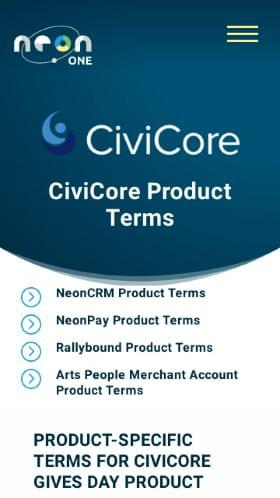 neon
ONE
CiviCore
CiviCore Product
Terms
NeonCRM Product Terms
NeonPay Product Terms
Rallybound Product Terms
Arts People Merchant Account
Product Terms
PRODUCT-SPECIFIC
TERMS FOR CIVICORE
GIVES DAY PRODUCT